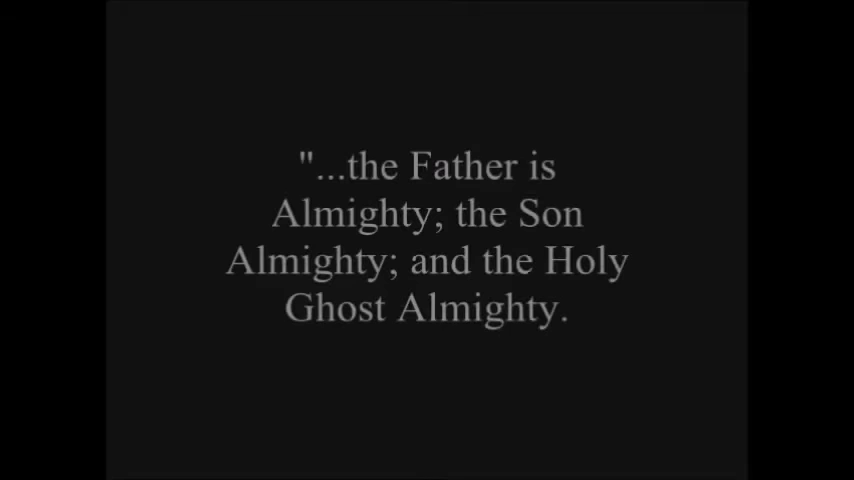 "...the Father is
Almighty; the Son
Almighty; and the Holy
Ghost Almighty.